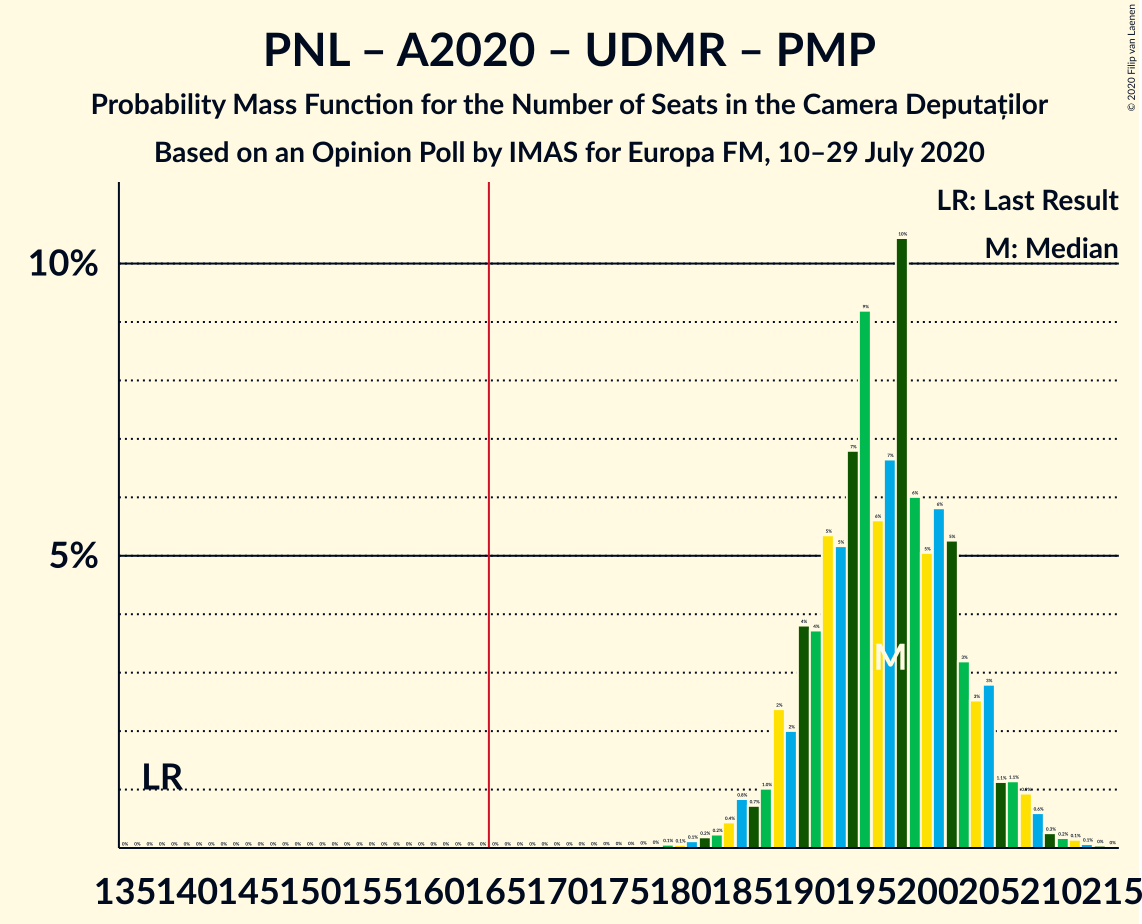 PNL – A2020 – UDMR – PMP
Probability Mass Function for the Number of Seats in the Camera Deputaților
Based on an Opinion Poll by IMAS for Europa FM, 10–29 July 2020
© 2020 Filip van Laenen
LR: Last Result
M: Median
10%
5%
LR
M
135 140 145 150 155 160 165 170 175 180 185 190 195 200 205 210 215